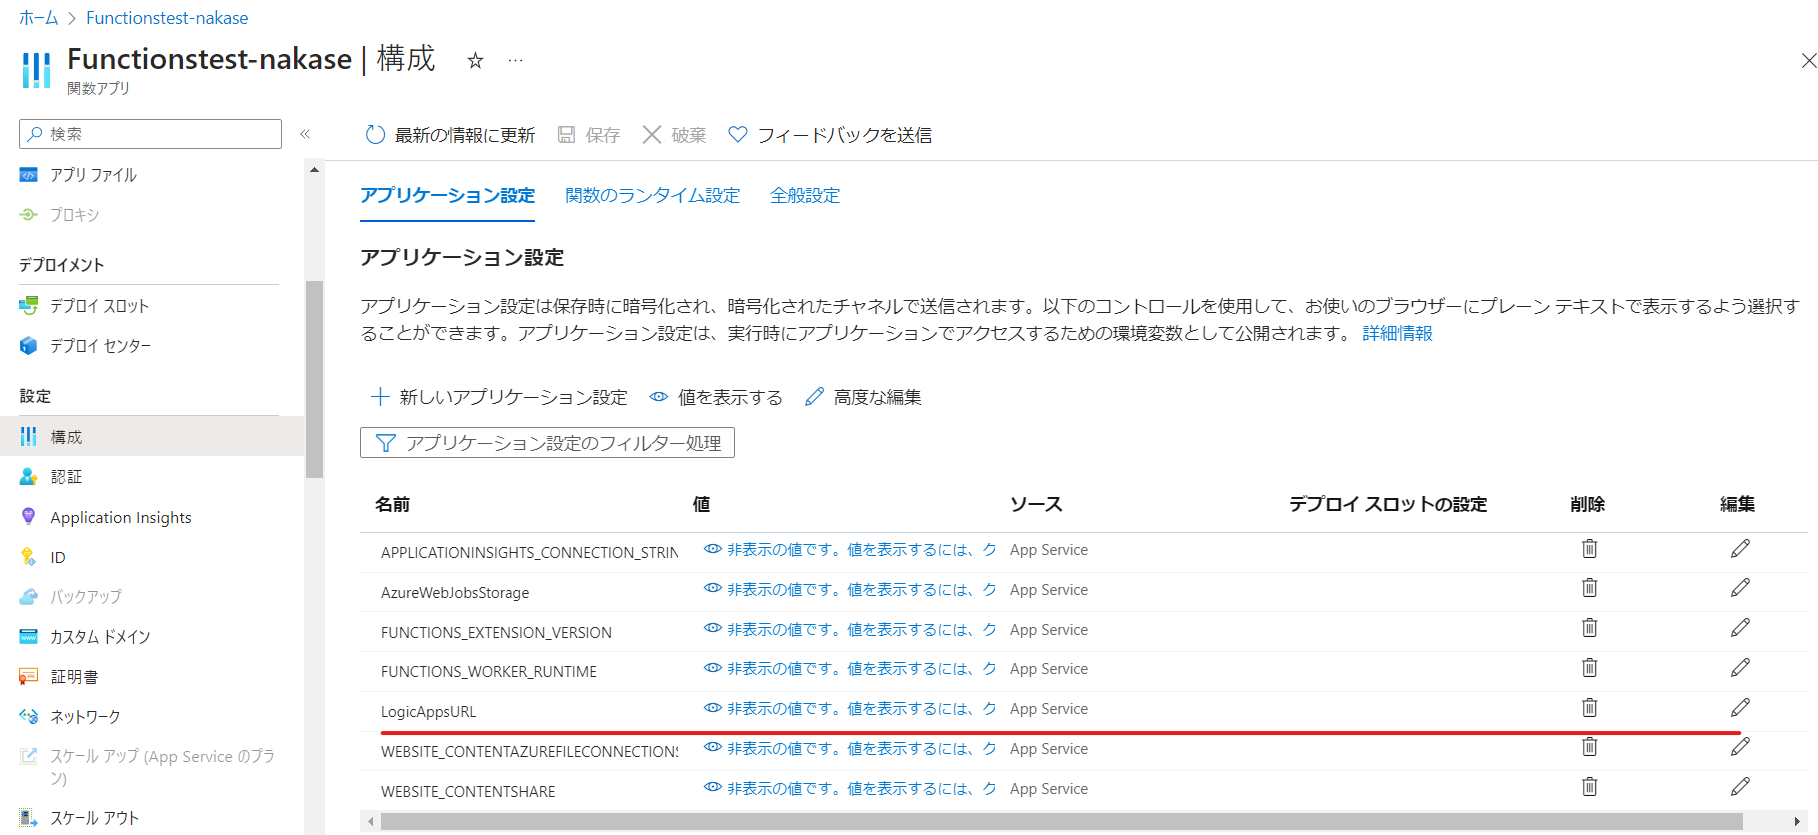 ホーム > Functionstest-nakase
Functionstest-nakase | 構成 ☆ …
関数アプリ
検索 «
アプリ ファイル
プロキシ
デプロイメント
デプロイ スロット
デプロイ センター
設定
構成
認証
Application Insights
ID
バックアップ
カスタム ドメイン
証明書
ネットワーク
スケール アップ (App Service のプラ
ン)
スケール アウト
最新の情報に更新 保存 破棄 フィードバックを送信
アプリケーション設定 関数のランタイム設定 全般設定
アプリケーション設定
アプリケーション設定は保存時に暗号化され、暗号化されたチャネルで送信されます。以下のコントロールを使用して、お使いのブラウザーにプレーン テキストで表示するよう選択す
ることができます。アプリケーション設定は、実行時にアプリケーションでアクセスするための環境変数として公開されます。 詳細情報
新しいアプリケーション設定 値を表示する 高度な編集
アプリケーション設定のフィルター処理
名前 値 ソース デプロイ スロットの設定 削除 編集
APPLICATIONINSIGHTS_CONNECTION_STRIN 非表示の値です。値を表示するには、ク App Service
AzureWebJobsStorage 非表示の値です。値を表示するには、ク App Service
FUNCTIONS_EXTENSION_VERSION 非表示の値です。値を表示するには、ク App Service
FUNCTIONS_WORKER_RUNTIME 非表示の値です。値を表示するには、ク App Service
LogicAppsURL 非表示の値です。値を表示するには、ク App Service
WEBSITE_CONTENTAZUREFILECONNECTIONS 非表示の値です。値を表示するには、ク App Service
WEBSITE_CONTENTSHARE 非表示の値です。値を表示するには、ク App Service